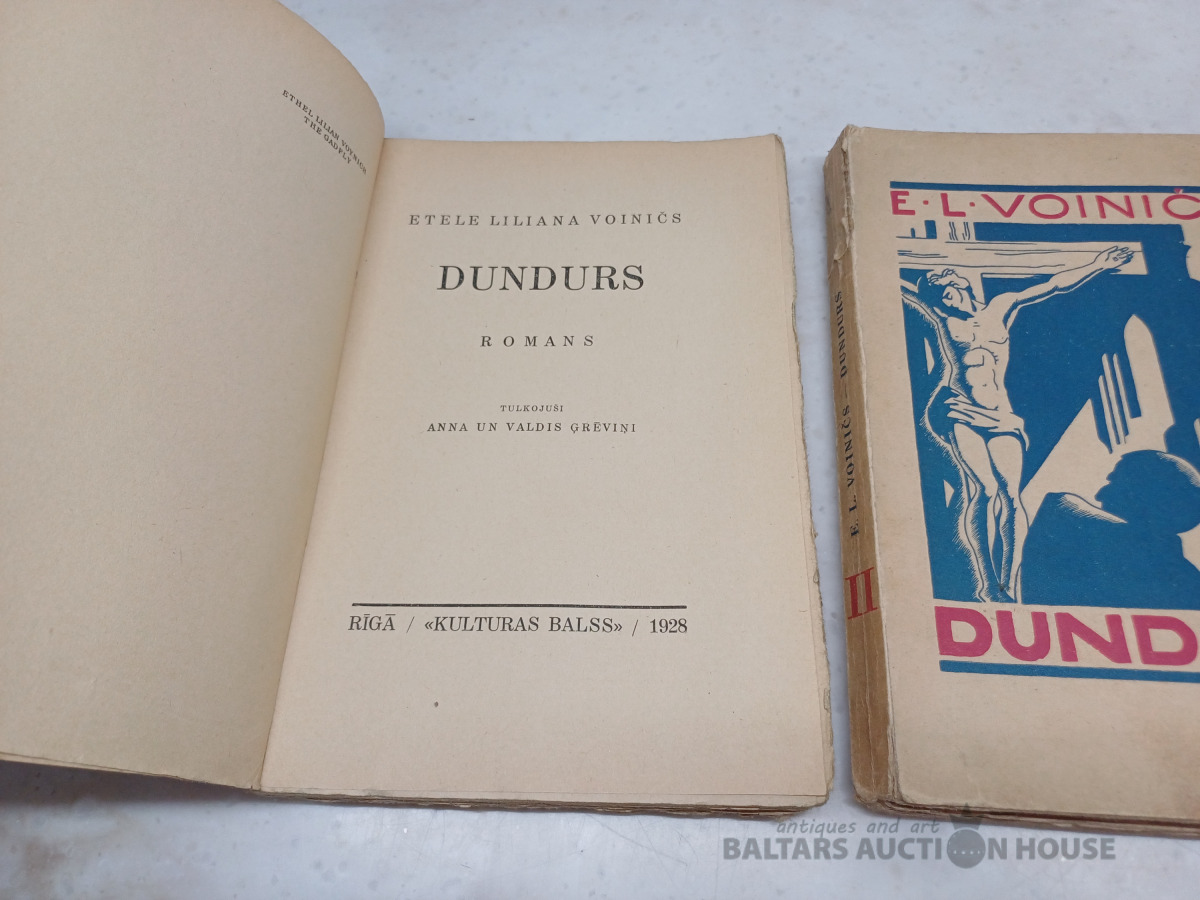 ETHEL LILIAN VOYNICH
THE GADFLY
ETELE LILIANA VOINIČS
DUNDURS
ROMANS
TULKOJUŠI
ANNA UN VALDIS ĢRĒVIŅI
RĪGĀ / «KULTURAS BALSS» / 1928
E. L. VOINIČS — DUNDURS
II
E·L·VOINIČ
DUND
antiques and art
BALTARS AUCTION HOUSE